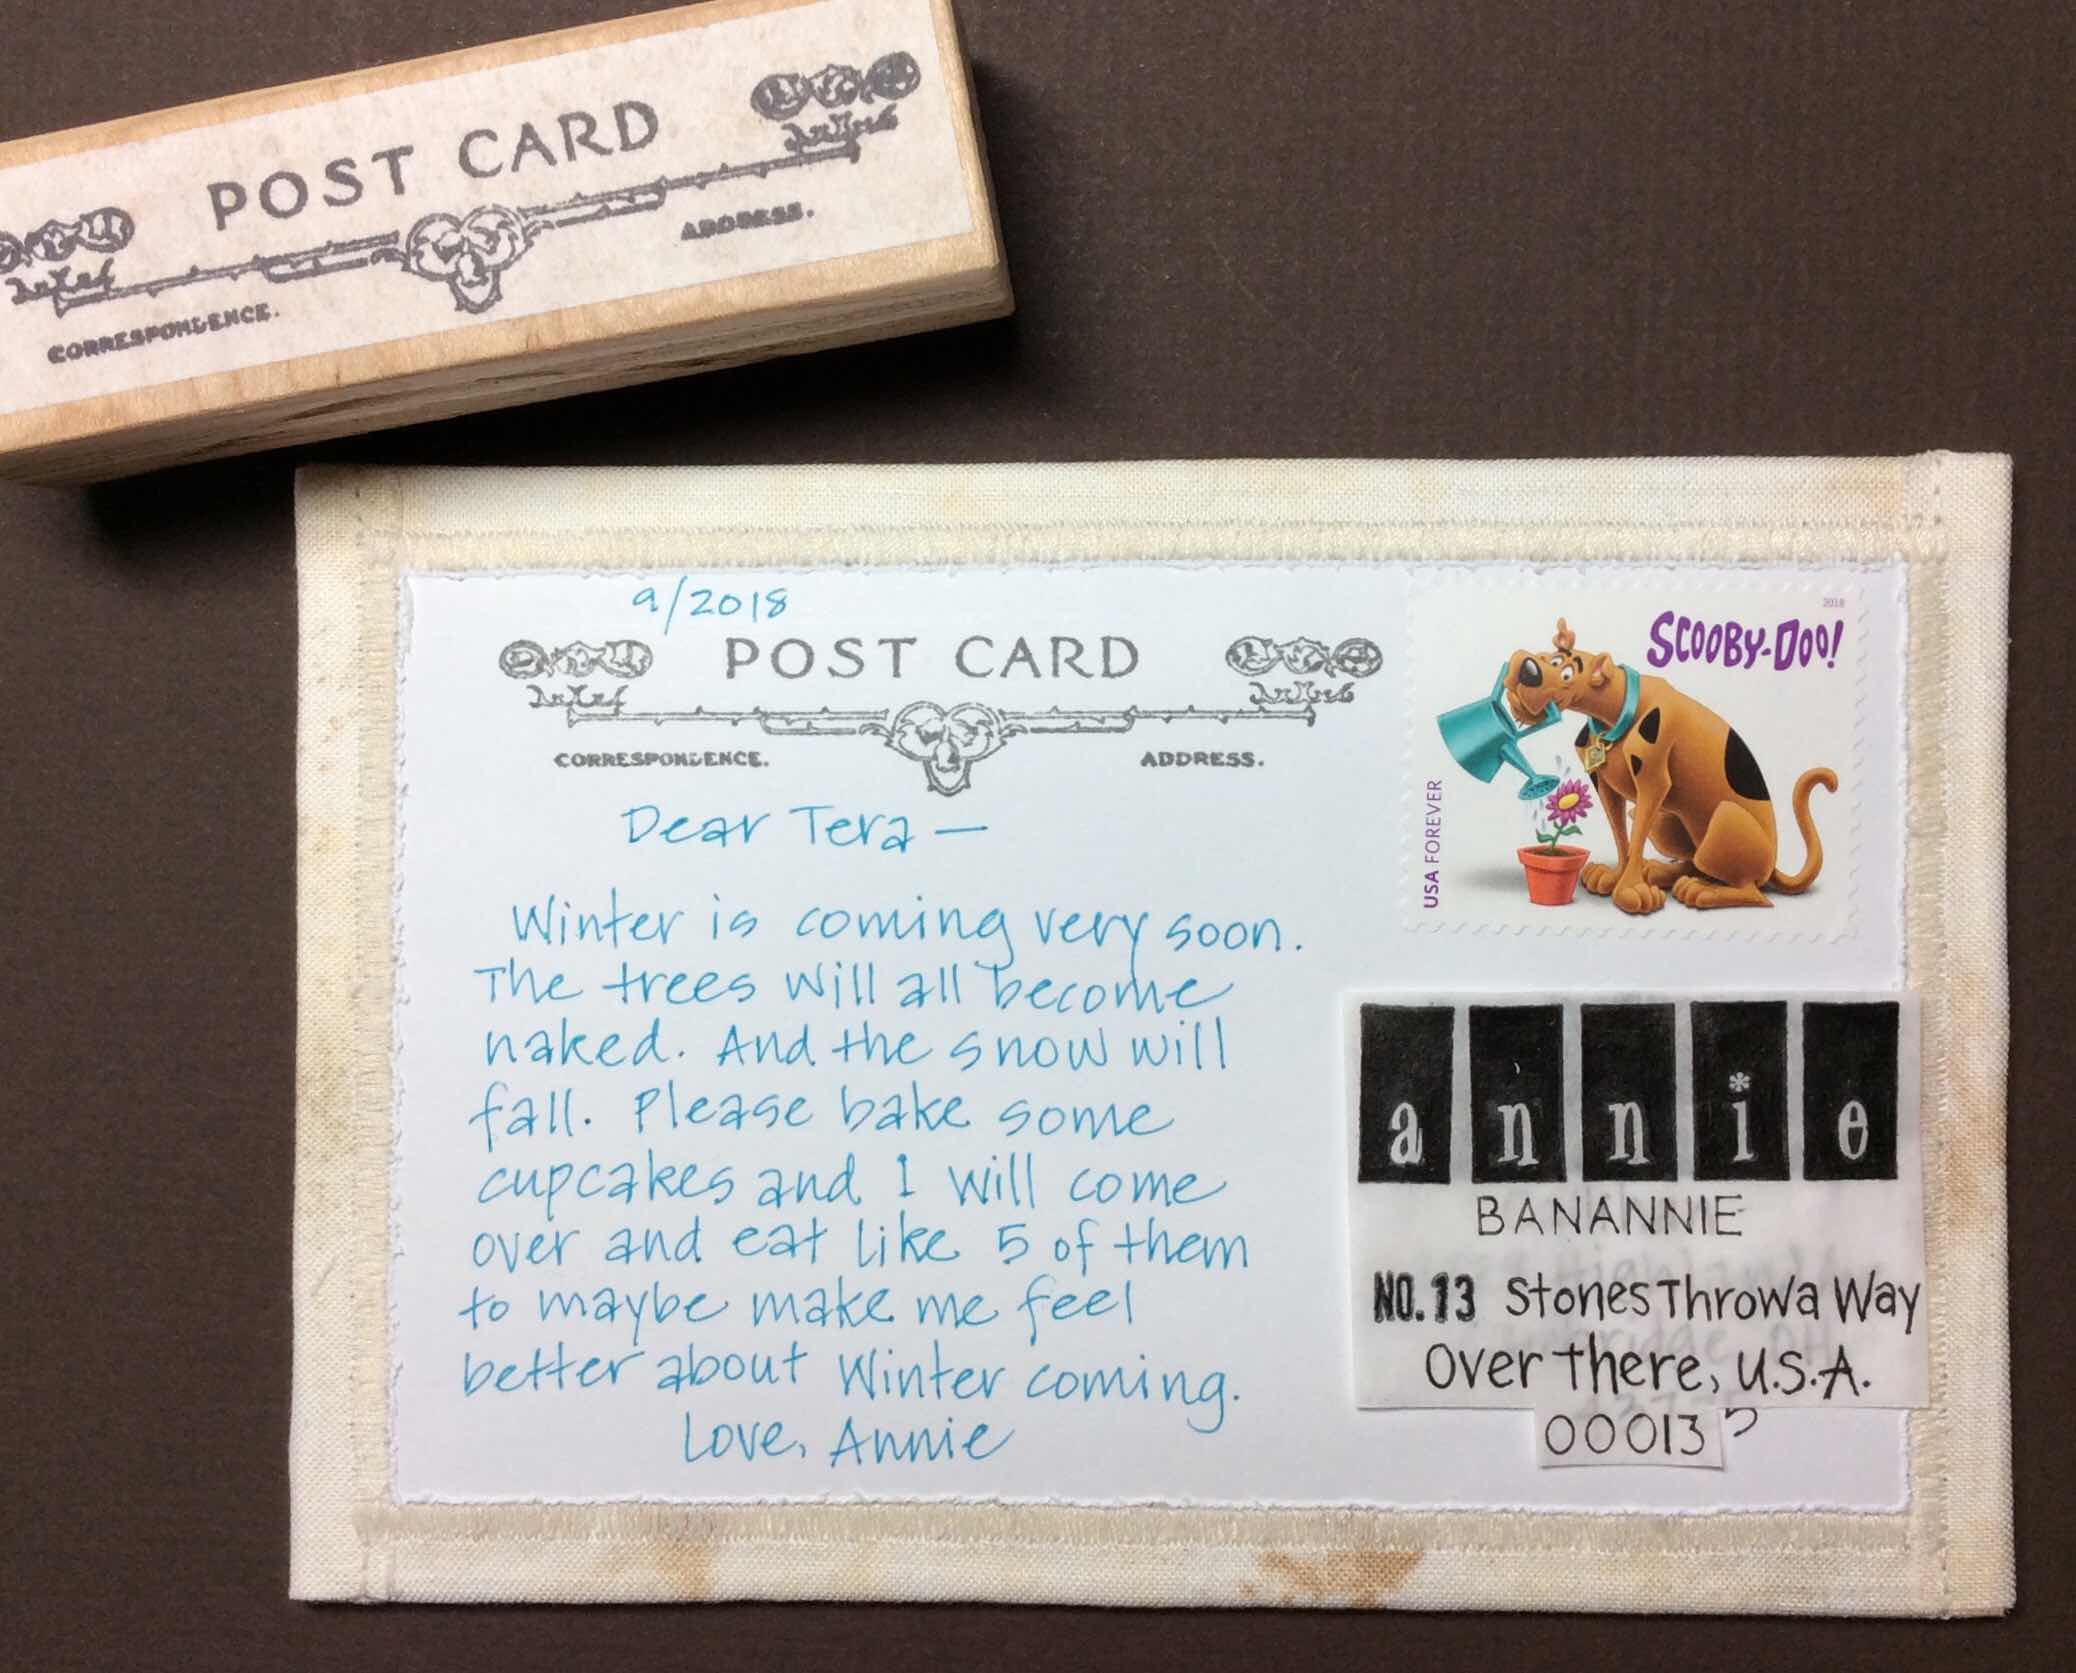 POST CARD
CORRESPONDENCE.
ADDRESS.
9/2018
POST CARD
CORRESPONDENCE.
ADDRESS.
2018
SCOOBY-DOO!
USA FOREVER
Dear Tera —
Winter is coming very soon.
The trees will all become
naked. And the snow will
fall. Please bake some
cupcakes and I will come
over and eat like 5 of them
to maybe make me feel
better about Winter coming.
Love, Annie
annie
BANANNIE
NO. 13 StonesThrowa Way
Over There, U.S.A.
00013